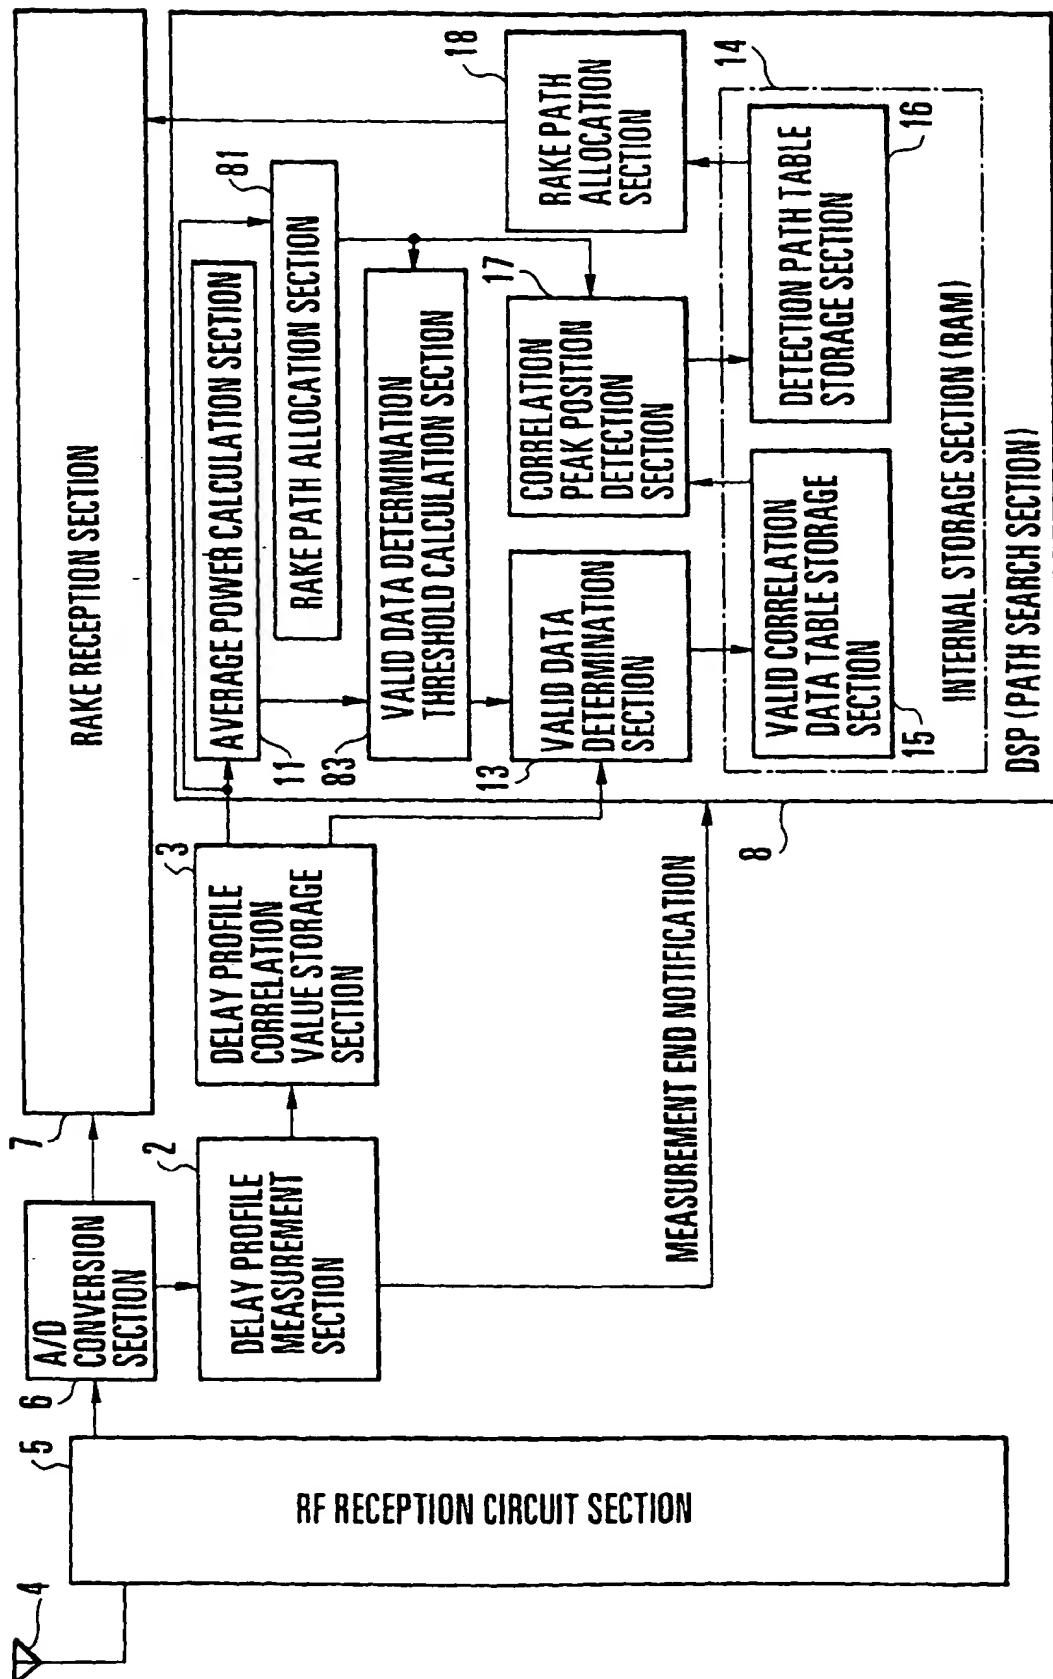 4
5
RF RECEPTION CIRCUIT SECTION
6
A/D
CONVERSION
SECTION
7
RAKE RECEPTION SECTION
2
DELAY PROFILE
MEASUREMENT
SECTION
3
DELAY PROFILE
CORRELATION
VALUE STORAGE
SECTION
MEASUREMENT END NOTIFICATION
8
AVERAGE POWER CALCULATION SECTION
11
81
RAKE PATH ALLOCATION SECTION
83
VALID DATA DETERMINATION
THRESHOLD CALCULATION SECTION
13
VALID DATA
DETERMINATION
SECTION
17
CORRELATION
PEAK POSITION
DETECTION
SECTION
18
RAKE PATH
ALLOCATION
SECTION
14
15
VALID CORRELATION
DATA TABLE STORAGE
SECTION
16
DETECTION PATH TABLE
STORAGE SECTION
INTERNAL STORAGE SECTION (RAM)
DSP (PATH SEARCH SECTION)